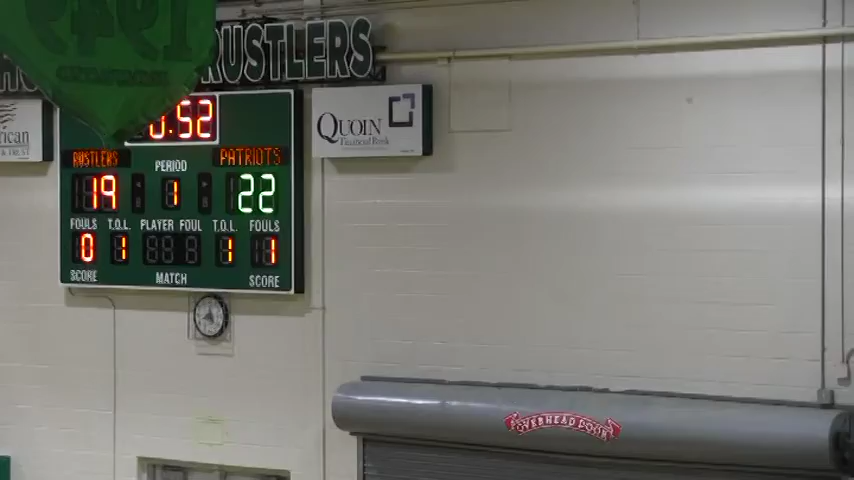 RUSTLERS
QUOIN
Financial Bank
0:52
RUSTLERS
PERIOD
PATRIOTS
19
1
22
FOULS T.O.L. PLAYER FOUL T.O.L. FOULS
0 1 1 1
SCORE MATCH SCORE
OVERHEAD DOOR